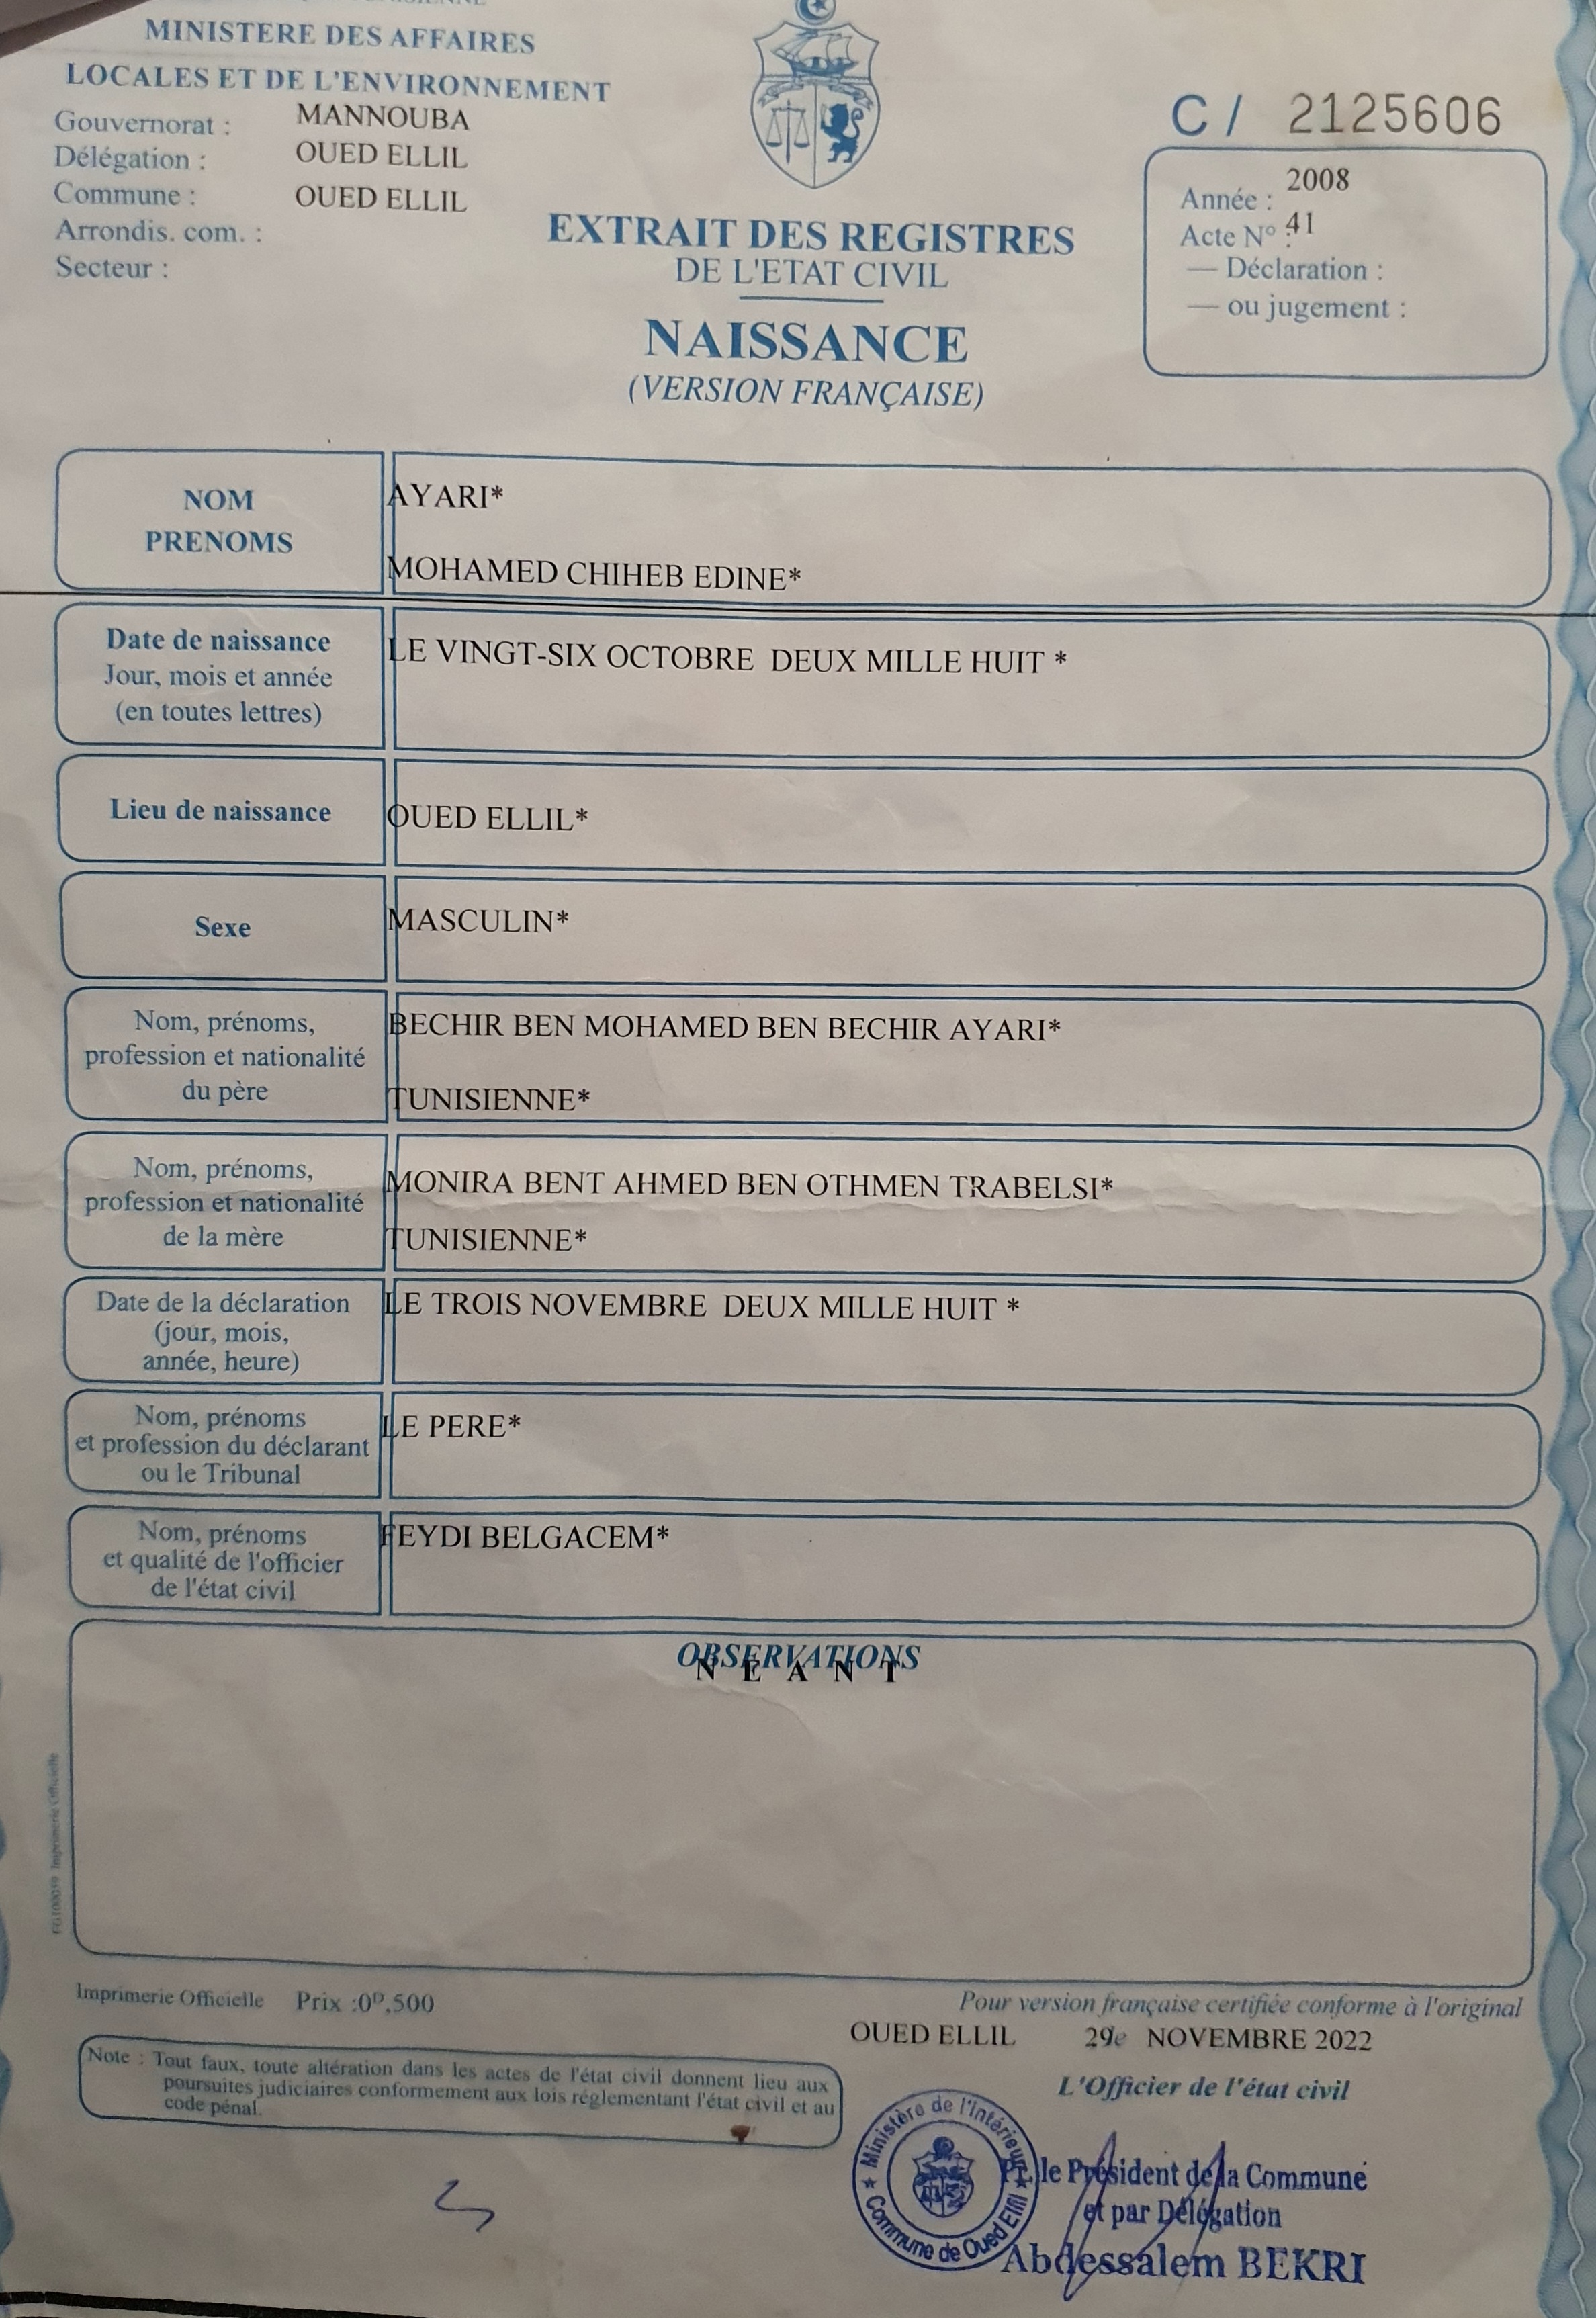 MINISTERE DES AFFAIRES
LOCALES ET DE L'ENVIRONNEMENT
Gouvernorat : MANNOUBA
Délégation : OUED ELLIL
Commune : OUED ELLIL
Arrondis. com. :
Secteur :
EXTRAIT DES REGISTRES
DE L'ETAT CIVIL
NAISSANCE
(VERSION FRANÇAISE)
C / 2125606
Année : 2008
Acte N° : 41
— Déclaration :
— ou jugement :
NOM
PRENOMS
AYARI*
MOHAMED CHIHEB EDINE*
Date de naissance
Jour, mois et année
(en toutes lettres)
LE VINGT-SIX OCTOBRE DEUX MILLE HUIT *
Lieu de naissance
OUED ELLIL*
Sexe
MASCULIN*
Nom, prénoms,
profession et nationalité
du père
BECHIR BEN MOHAMED BEN BECHIR AYARI*
TUNISIENNE*
Nom, prénoms,
profession et nationalité
de la mère
MONIRA BENT AHMED BEN OTHMEN TRABELSI*
TUNISIENNE*
Date de la déclaration
(jour, mois,
année, heure)
LE TROIS NOVEMBRE DEUX MILLE HUIT *
Nom, prénoms
et profession du déclarant
ou le Tribunal
LE PERE*
Nom, prénoms
et qualité de l'officier
de l'état civil
FEYDI BELGACEM*
OBSERVATIONS
N E A N T
Imprimerie Officielle
Imprimerie Officielle Prix :0ᴰ,500
Pour version française certifiée conforme à l'original
OUED ELLIL 29e NOVEMBRE 2022
L'Officier de l'état civil
Note : Tout faux, toute altération dans les actes de l'état civil donnent lieu aux
poursuites judiciaires conformement aux lois réglementant l'état civil et au
code pénal.
Ministère de l'Intérieur
Commune de Oued Ellil
Pr. le Président de la Commune
et par Délégation
Abdessalem BEKRI